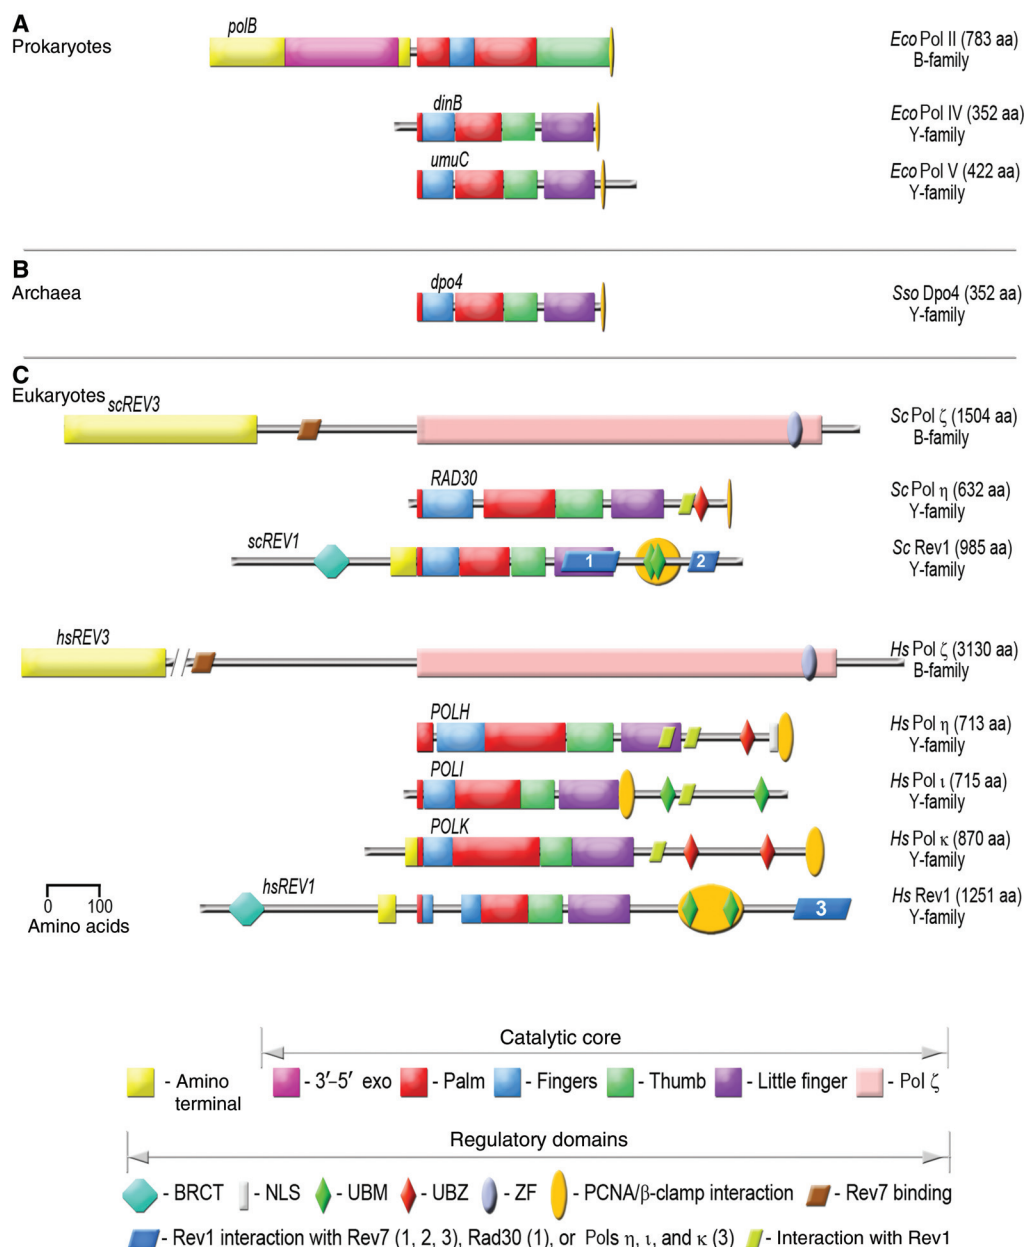 A
Prokaryotes
polB
Eco Pol II (783 aa)
B-family
dinB
Eco Pol IV (352 aa)
Y-family
umuC
Eco Pol V (422 aa)
Y-family
B
Archaea
dpo4
Sso Dpo4 (352 aa)
Y-family
C
Eukaryotes
scREV3
Sc Pol ζ (1504 aa)
B-family
RAD30
Sc Pol η (632 aa)
Y-family
scREV1
1
2
Sc Rev1 (985 aa)
Y-family
hsREV3
Hs Pol ζ (3130 aa)
B-family
POLH
Hs Pol η (713 aa)
Y-family
POLI
Hs Pol ι (715 aa)
Y-family
POLK
Hs Pol κ (870 aa)
Y-family
hsREV1
3
Hs Rev1 (1251 aa)
Y-family
0 100
Amino acids
Catalytic core
- Amino terminal
- 3′–5′ exo
- Palm
- Fingers
- Thumb
- Little finger
- Pol ζ
Regulatory domains
- BRCT
- NLS
- UBM
- UBZ
- ZF
- PCNA/β-clamp interaction
- Rev7 binding
- Rev1 interaction with Rev7 (1, 2, 3), Rad30 (1), or Pols η, ι, and κ (3)
- Interaction with Rev1